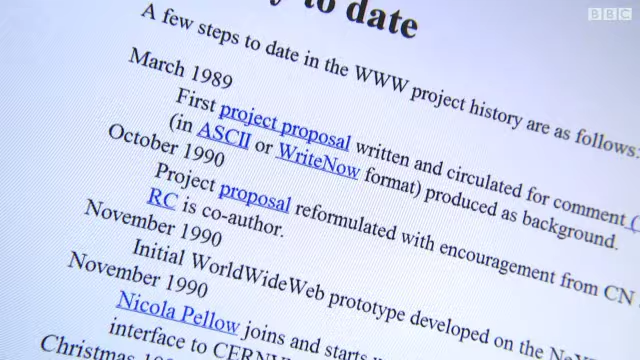 to date
A few steps to date in the WWW project history are as follows:
March 1989
First project proposal written and circulated for comment
(in ASCII or WriteNow format) produced as background.
October 1990
Project proposal reformulated with encouragement from CN
RC is co-author.
November 1990
Initial WorldWideWeb prototype developed on the
November 1990
Nicola Pellow joins and starts
interface to
Christmas
BBC